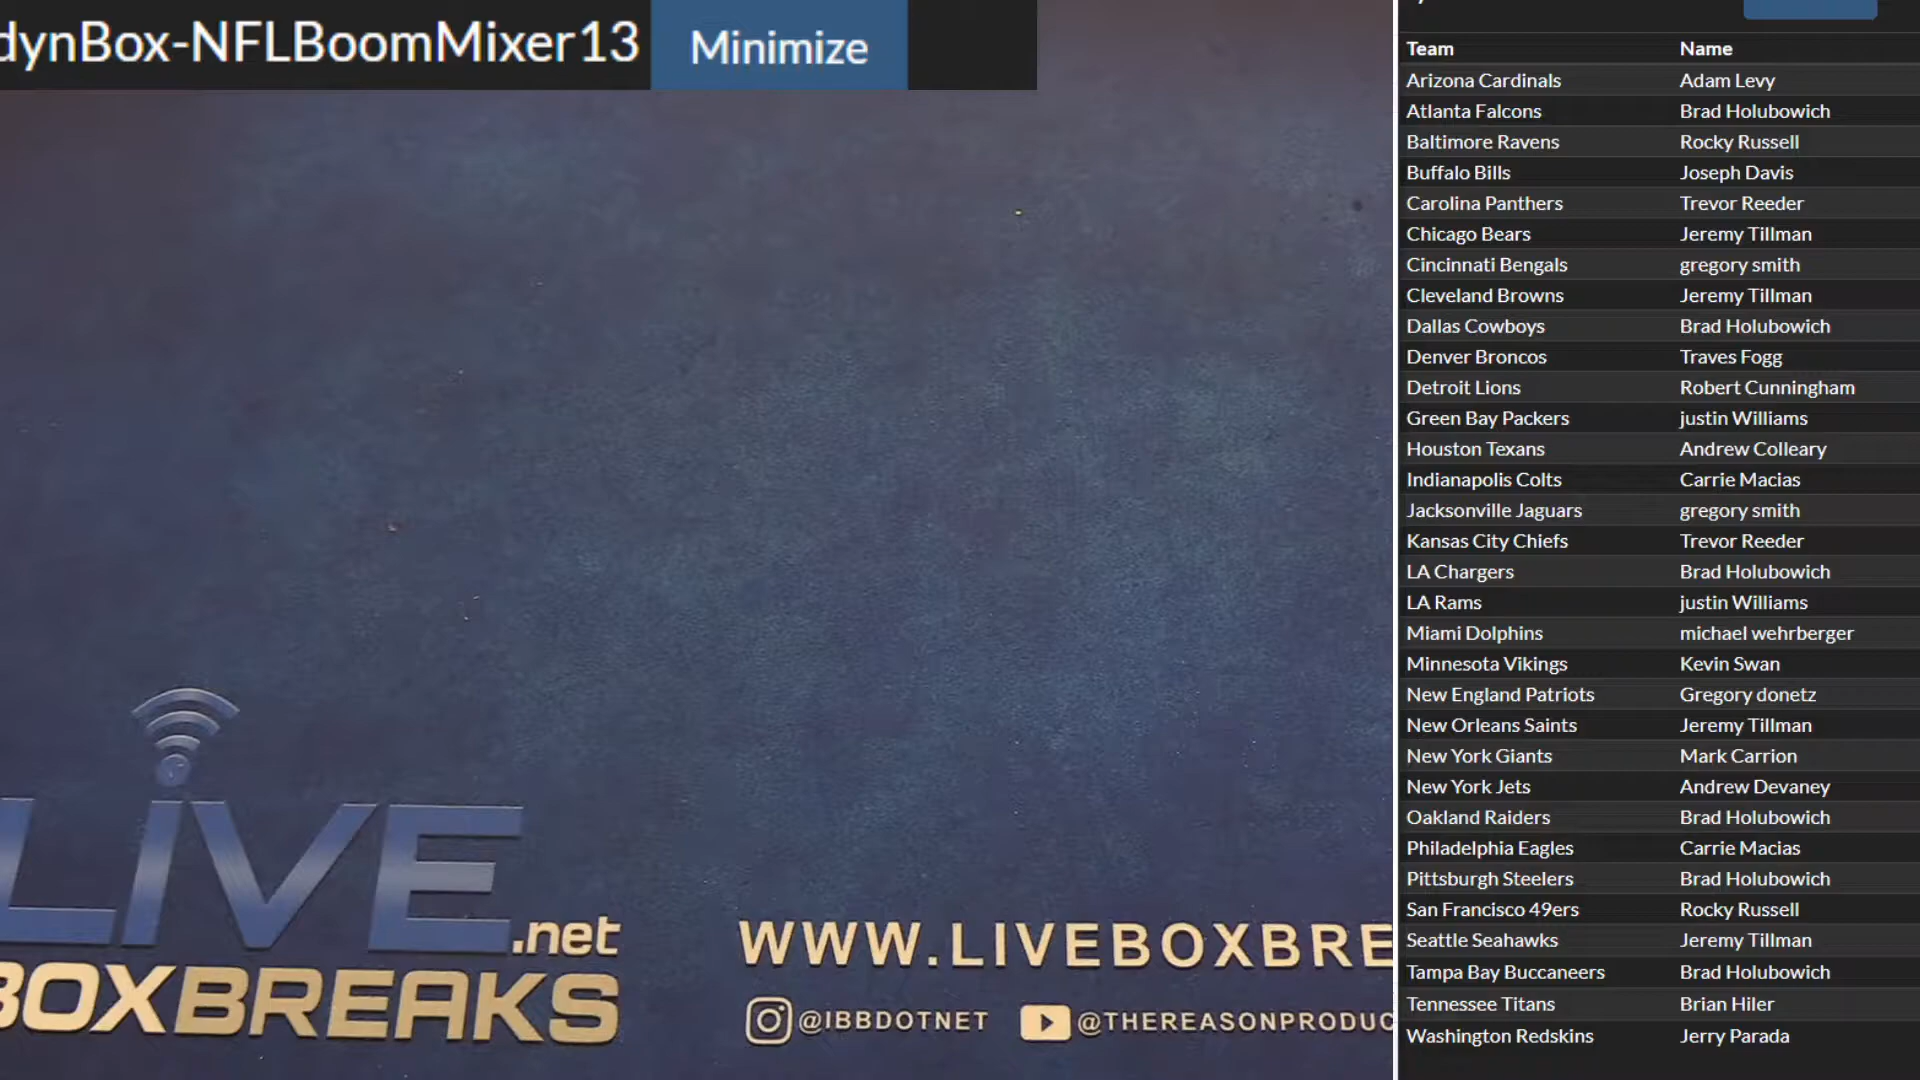 dynBox-NFLBoomMixer13 Minimize
Team Name
Arizona Cardinals Adam Levy
Atlanta Falcons Brad Holubowich
Baltimore Ravens Rocky Russell
Buffalo Bills Joseph Davis
Carolina Panthers Trevor Reeder
Chicago Bears Jeremy Tillman
Cincinnati Bengals gregory smith
Cleveland Browns Jeremy Tillman
Dallas Cowboys Brad Holubowich
Denver Broncos Traves Fogg
Detroit Lions Robert Cunningham
Green Bay Packers justin Williams
Houston Texans Andrew Colleary
Indianapolis Colts Carrie Macias
Jacksonville Jaguars gregory smith
Kansas City Chiefs Trevor Reeder
LA Chargers Brad Holubowich
LA Rams justin Williams
Miami Dolphins michael wehrberger
Minnesota Vikings Kevin Swan
New England Patriots Gregory donetz
New Orleans Saints Jeremy Tillman
New York Giants Mark Carrion
New York Jets Andrew Devaney
Oakland Raiders Brad Holubowich
Philadelphia Eagles Carrie Macias
Pittsburgh Steelers Brad Holubowich
San Francisco 49ers Rocky Russell
Seattle Seahawks Jeremy Tillman
Tampa Bay Buccaneers Brad Holubowich
Tennessee Titans Brian Hiler
Washington Redskins Jerry Parada
LIVE
.net
BOXBREAKS
WWW.LIVEBOXBRE
@IBBDOTNET @THEREASONPRODUC